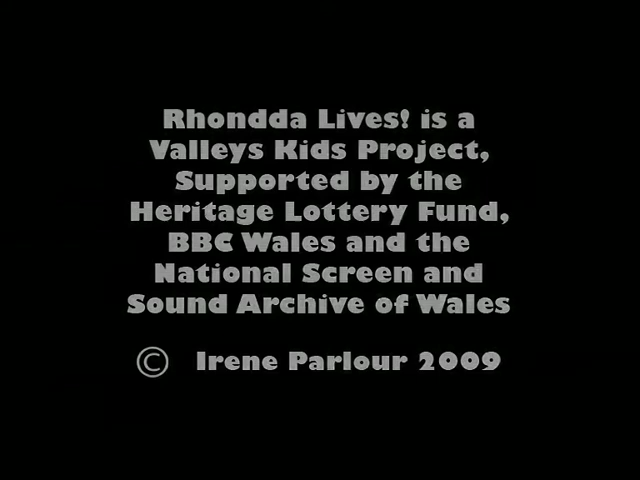 Rhondda Lives! is a
Valleys Kids Project,
Supported by the
Heritage Lottery Fund,
BBC Wales and the
National Screen and
Sound Archive of Wales
© Irene Parlour 2009